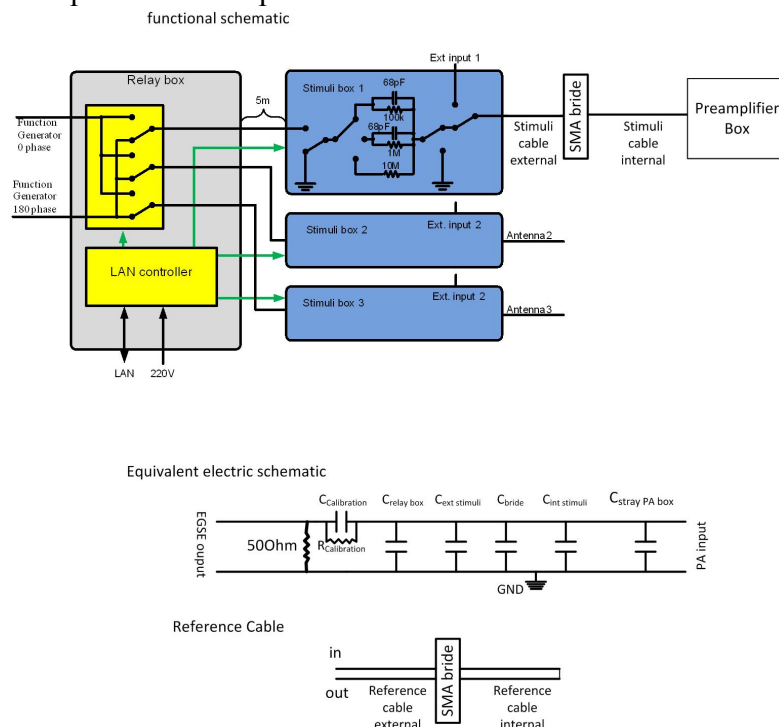 functional schematic
Relay box
Function
Generator
0 phase
Function
Generator
180 phase
LAN controller
LAN
220V
5m
Ext input 1
Stimuli box 1
68pF
100k
68pF
1M
10M
Stimuli
cable
external
SMA bride
Stimuli
cable
internal
Preamplifier
Box
Stimuli box 2
Ext. input 2
Antenna2
Stimuli box 3
Ext. input 2
Antenna3
Equivalent electric schematic
EGSE ouput
50Ohm
CCalibration
RCalibration
Crelay box
Cext stimuli
Cbride
Cint stimuli
Cstray PA box
PA input
GND
Reference Cable
in
out
Reference
cable
external
SMA bride
Reference
cable
internal